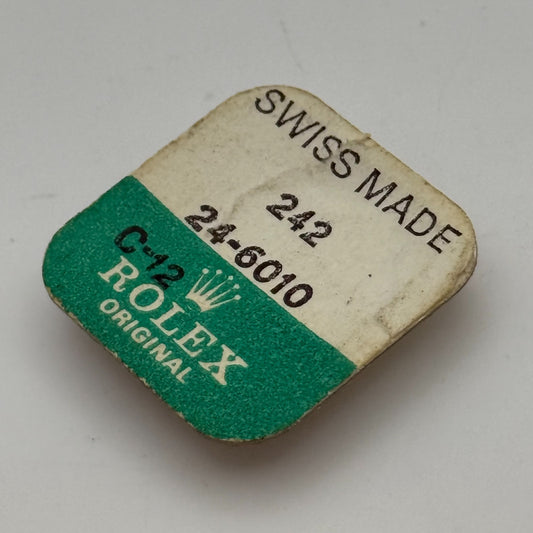 SWISS MADE
242
24-6010
C-12
ROLEX
ORIGINAL